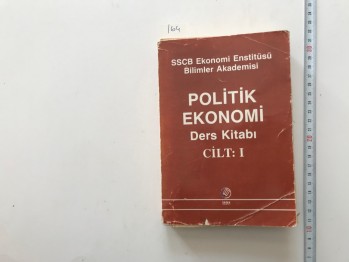 SSCB Ekonomi Enstitüsü
Bilimler Akademisi
POLİTİK
EKONOMİ
Ders Kitabı
CİLT: I